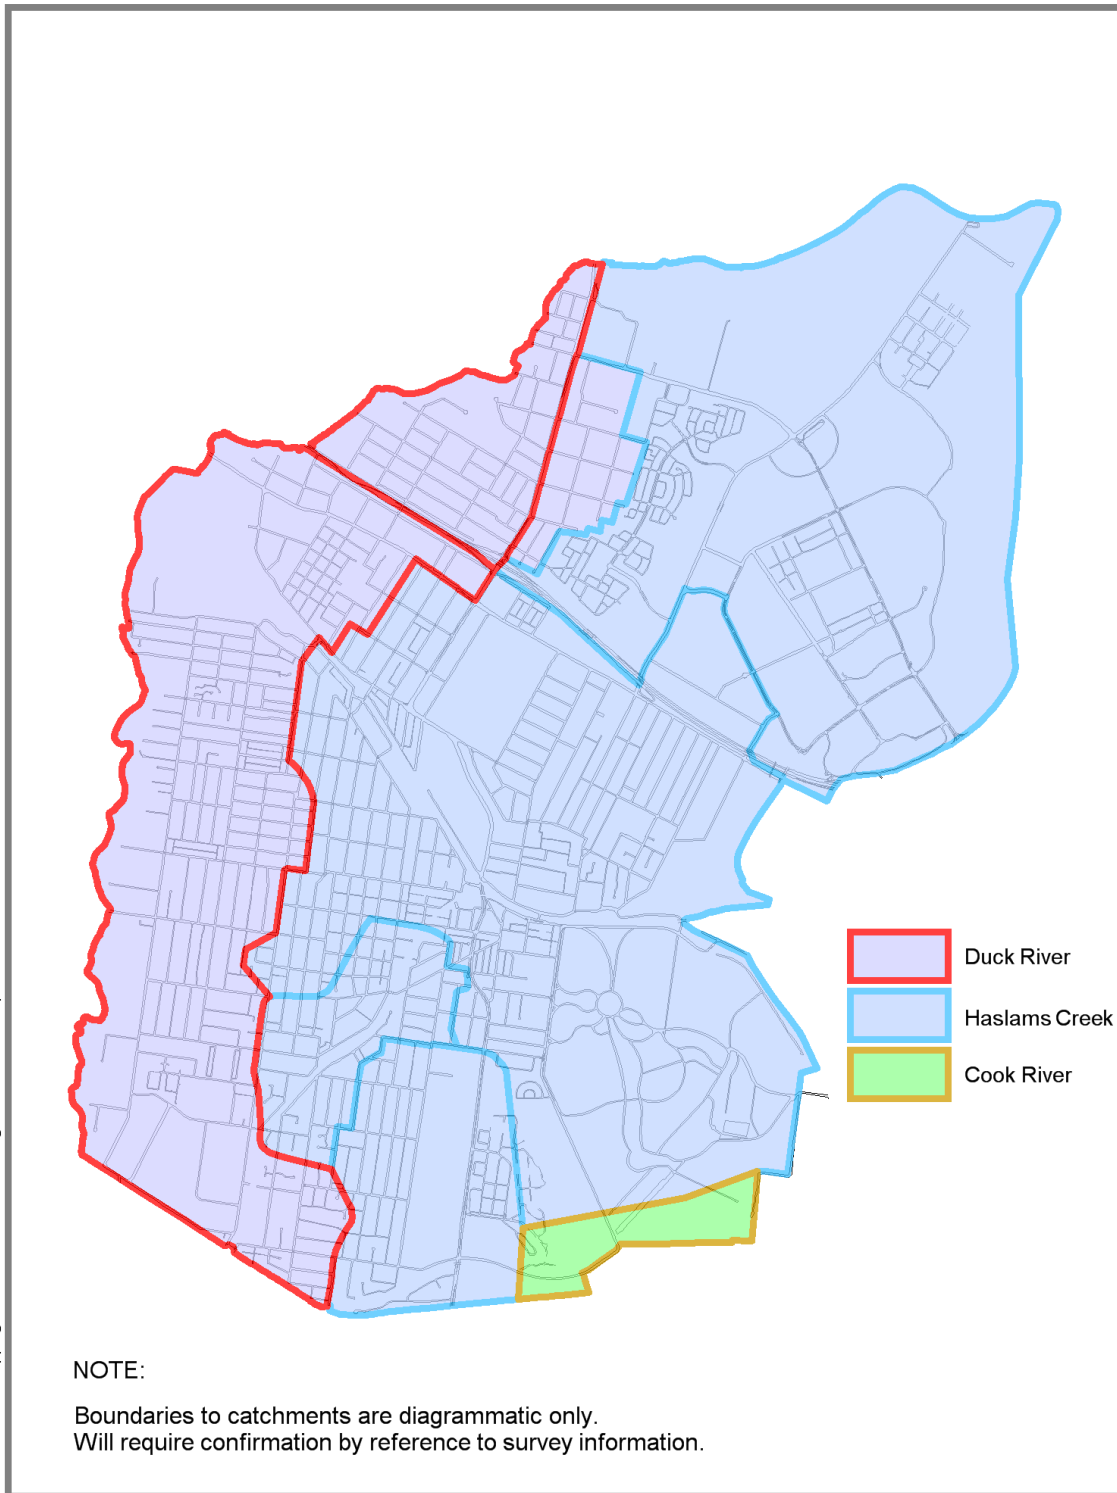 Duck River
Haslams Creek
Cook River
NOTE:
Boundaries to catchments are diagrammatic only.
Will require confirmation by reference to survey information.